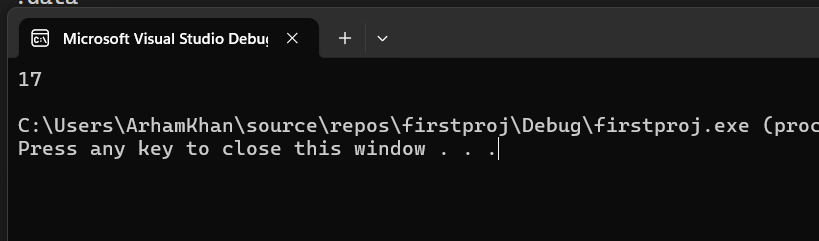 .data
Microsoft Visual Studio Debu
17
C:\Users\ArhamKhan\source\repos\firstproj\Debug\firstproj.exe (proc
Press any key to close this window . . .